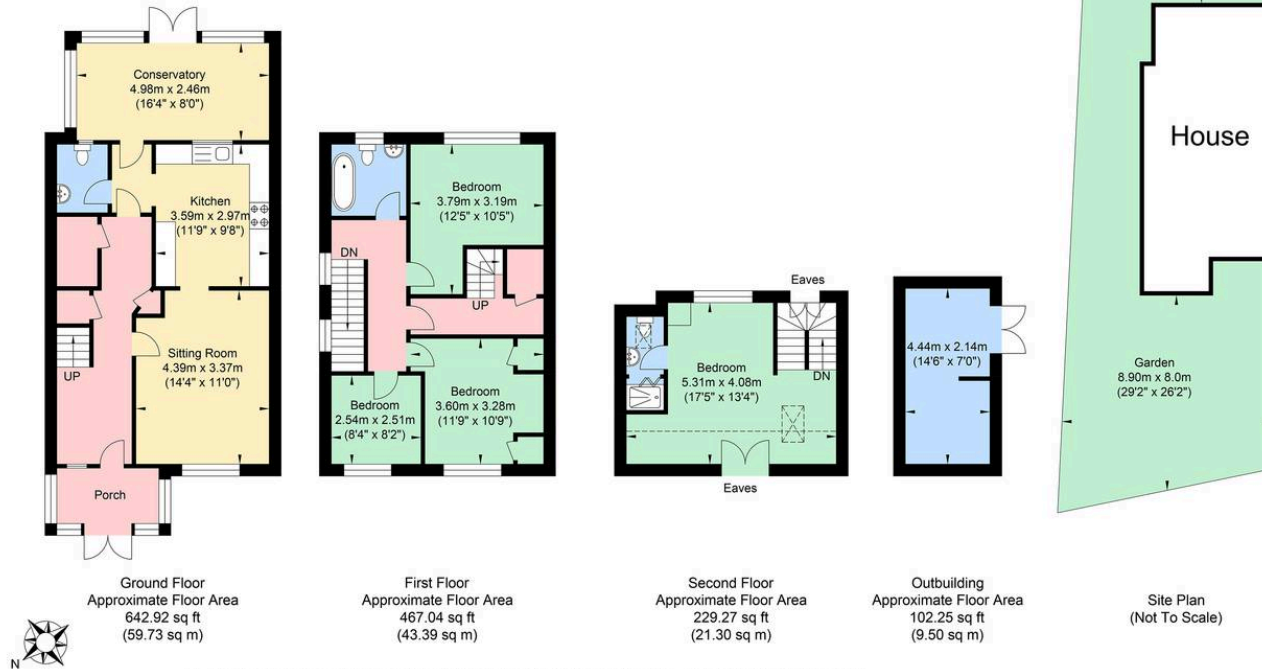 Conservatory
4.98m x 2.46m
(16'4" x 8'0")
Kitchen
3.59m x 2.97m
(11'9" x 9'8")
Sitting Room
4.39m x 3.37m
(14'4" x 11'0")
UP
Porch
Ground Floor
Approximate Floor Area
642.92 sq ft
(59.73 sq m)
Bedroom
3.79m x 3.19m
(12'5" x 10'5")
DN
UP
Bedroom
3.60m x 3.28m
(11'9" x 10'9")
Bedroom
2.54m x 2.51m
(8'4" x 8'2")
First Floor
Approximate Floor Area
467.04 sq ft
(43.39 sq m)
Eaves
Bedroom
5.31m x 4.08m
(17'5" x 13'4")
DN
Eaves
Second Floor
Approximate Floor Area
229.27 sq ft
(21.30 sq m)
4.44m x 2.14m
(14'6" x 7'0")
Outbuilding
Approximate Floor Area
102.25 sq ft
(9.50 sq m)
House
Garden
8.90m x 8.0m
(29'2" x 26'2")
Site Plan
(Not To Scale)
N